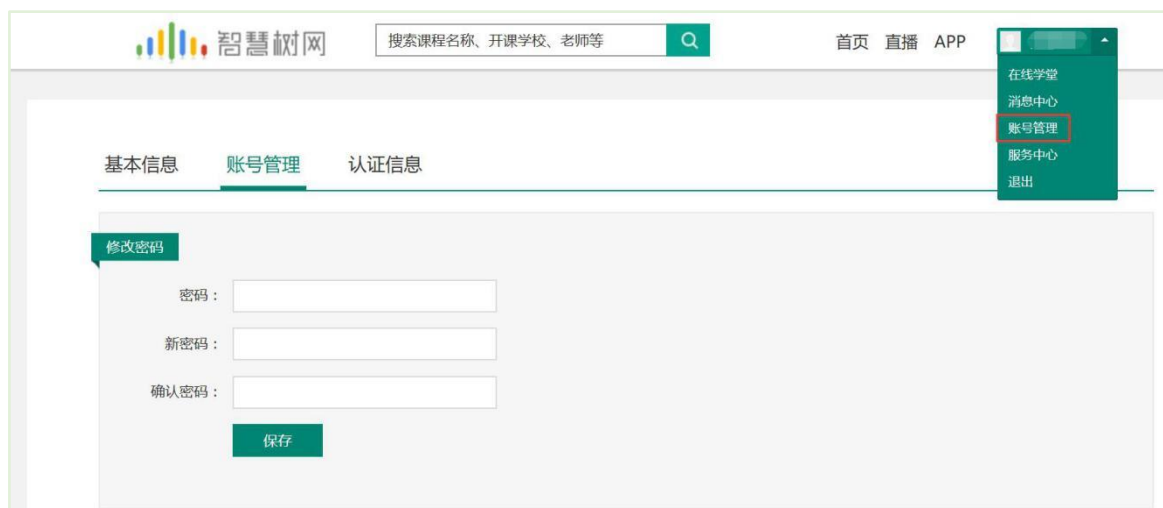 智慧树网
搜索课程名称、开课学校、老师等
首页 直播 APP
在线学堂
消息中心
账号管理
服务中心
退出
基本信息 账号管理 认证信息
修改密码
密码：
新密码：
确认密码：
保存